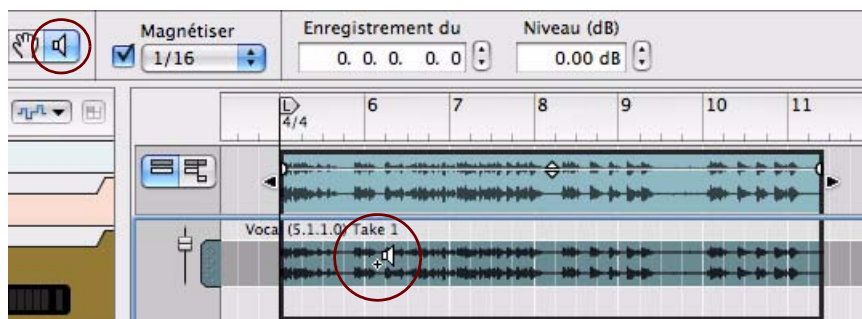 Magnétiser
Enregistrement du
Niveau (dB)
1/16
0. 0. 0. 0. 0
0.00 dB
L 6 7 8 9 10 11
4/4
Vocal (5.1.1.0) Take 1